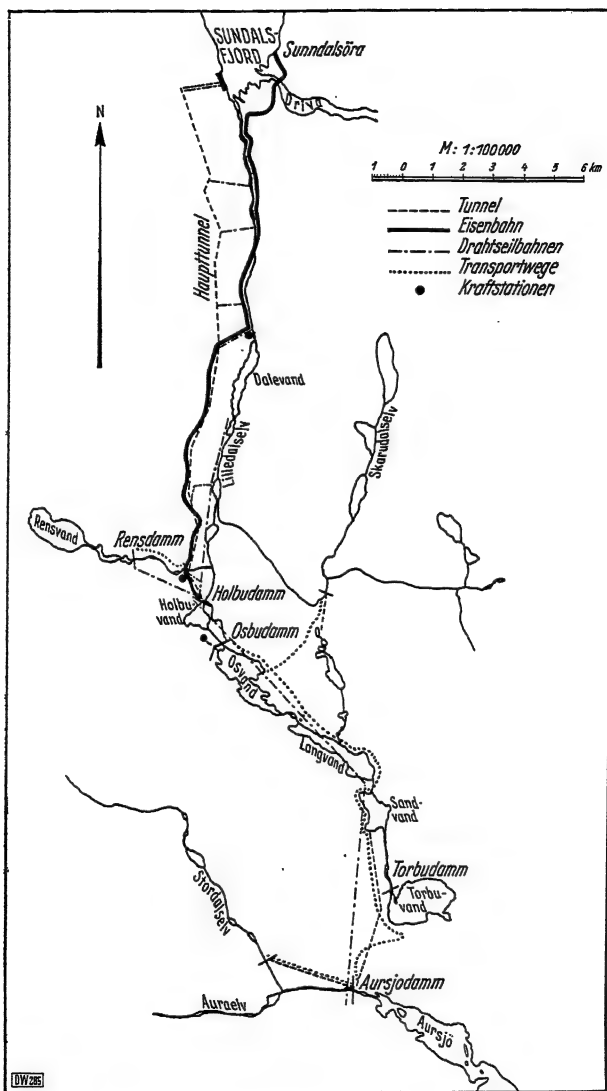 SUNDALS-
FJORD
Sunndalsöra
Driva
N
M: 1:100000
1 0 1 2 3 4 5 6 km
Tunnel
Eisenbahn
Drahtseilbahnen
Transportwege
Kraftstationen
Haupttunnel
Dalevand
Lilledalselv
Skarudalselv
Rensvand
Rensdamm
Holbudamm
Holbu-
vand
Osbudamm
Osvand
Langvand
Sand-
vand
Torbudamm
Torbu-
vand
Stordalselv
Aursjodamm
Auraelv
Aursjö
DW 285